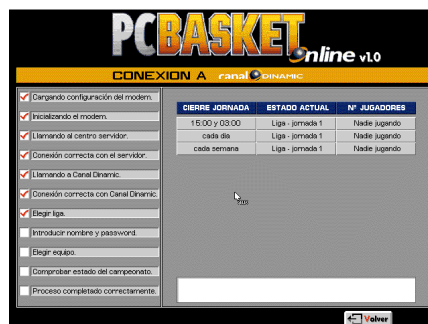 PCBASKET
Online v1.0
CONEXION A canal DINAMIC
Cargando configuración del modem.
Inicializando el modem.
Llamando al centro servidor.
Conexión correcta con el servidor.
Llamando a Canal Dinamic.
Conexión correcta con Canal Dinamic.
Elegir liga.
Introducir nombre y password.
Elegir equipo.
Comprobar estado del campeonato.
Proceso completado correctamente.
CIERRE JORNADA ESTADO ACTUAL Nº JUGADORES
15:00 y 03:00 Liga - jornada 1 Nadie jugando
cada dia Liga - jornada 1 Nadie jugando
cada semana Liga - jornada 1 Nadie jugando
Volver